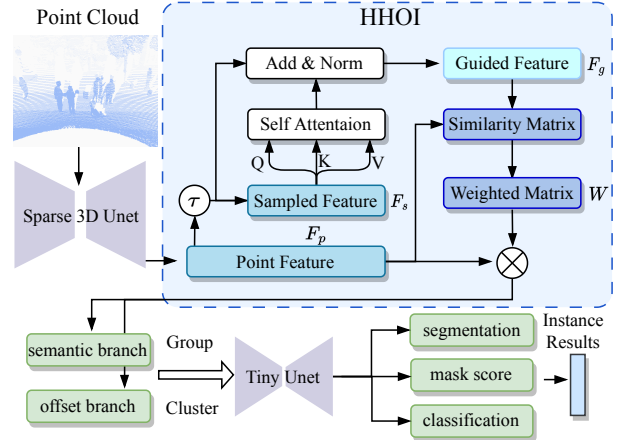 Point Cloud
HHOI
Add & Norm
Guided Feature
F_g
Self Attentaion
Similarity Matrix
Q
K
V
Sparse 3D Unet
τ
Sampled Feature
F_s
Weighted Matrix
W
F_p
Point Feature
semantic branch
offset branch
Group
Cluster
Tiny Unet
segmentation
mask score
classification
Instance
Results